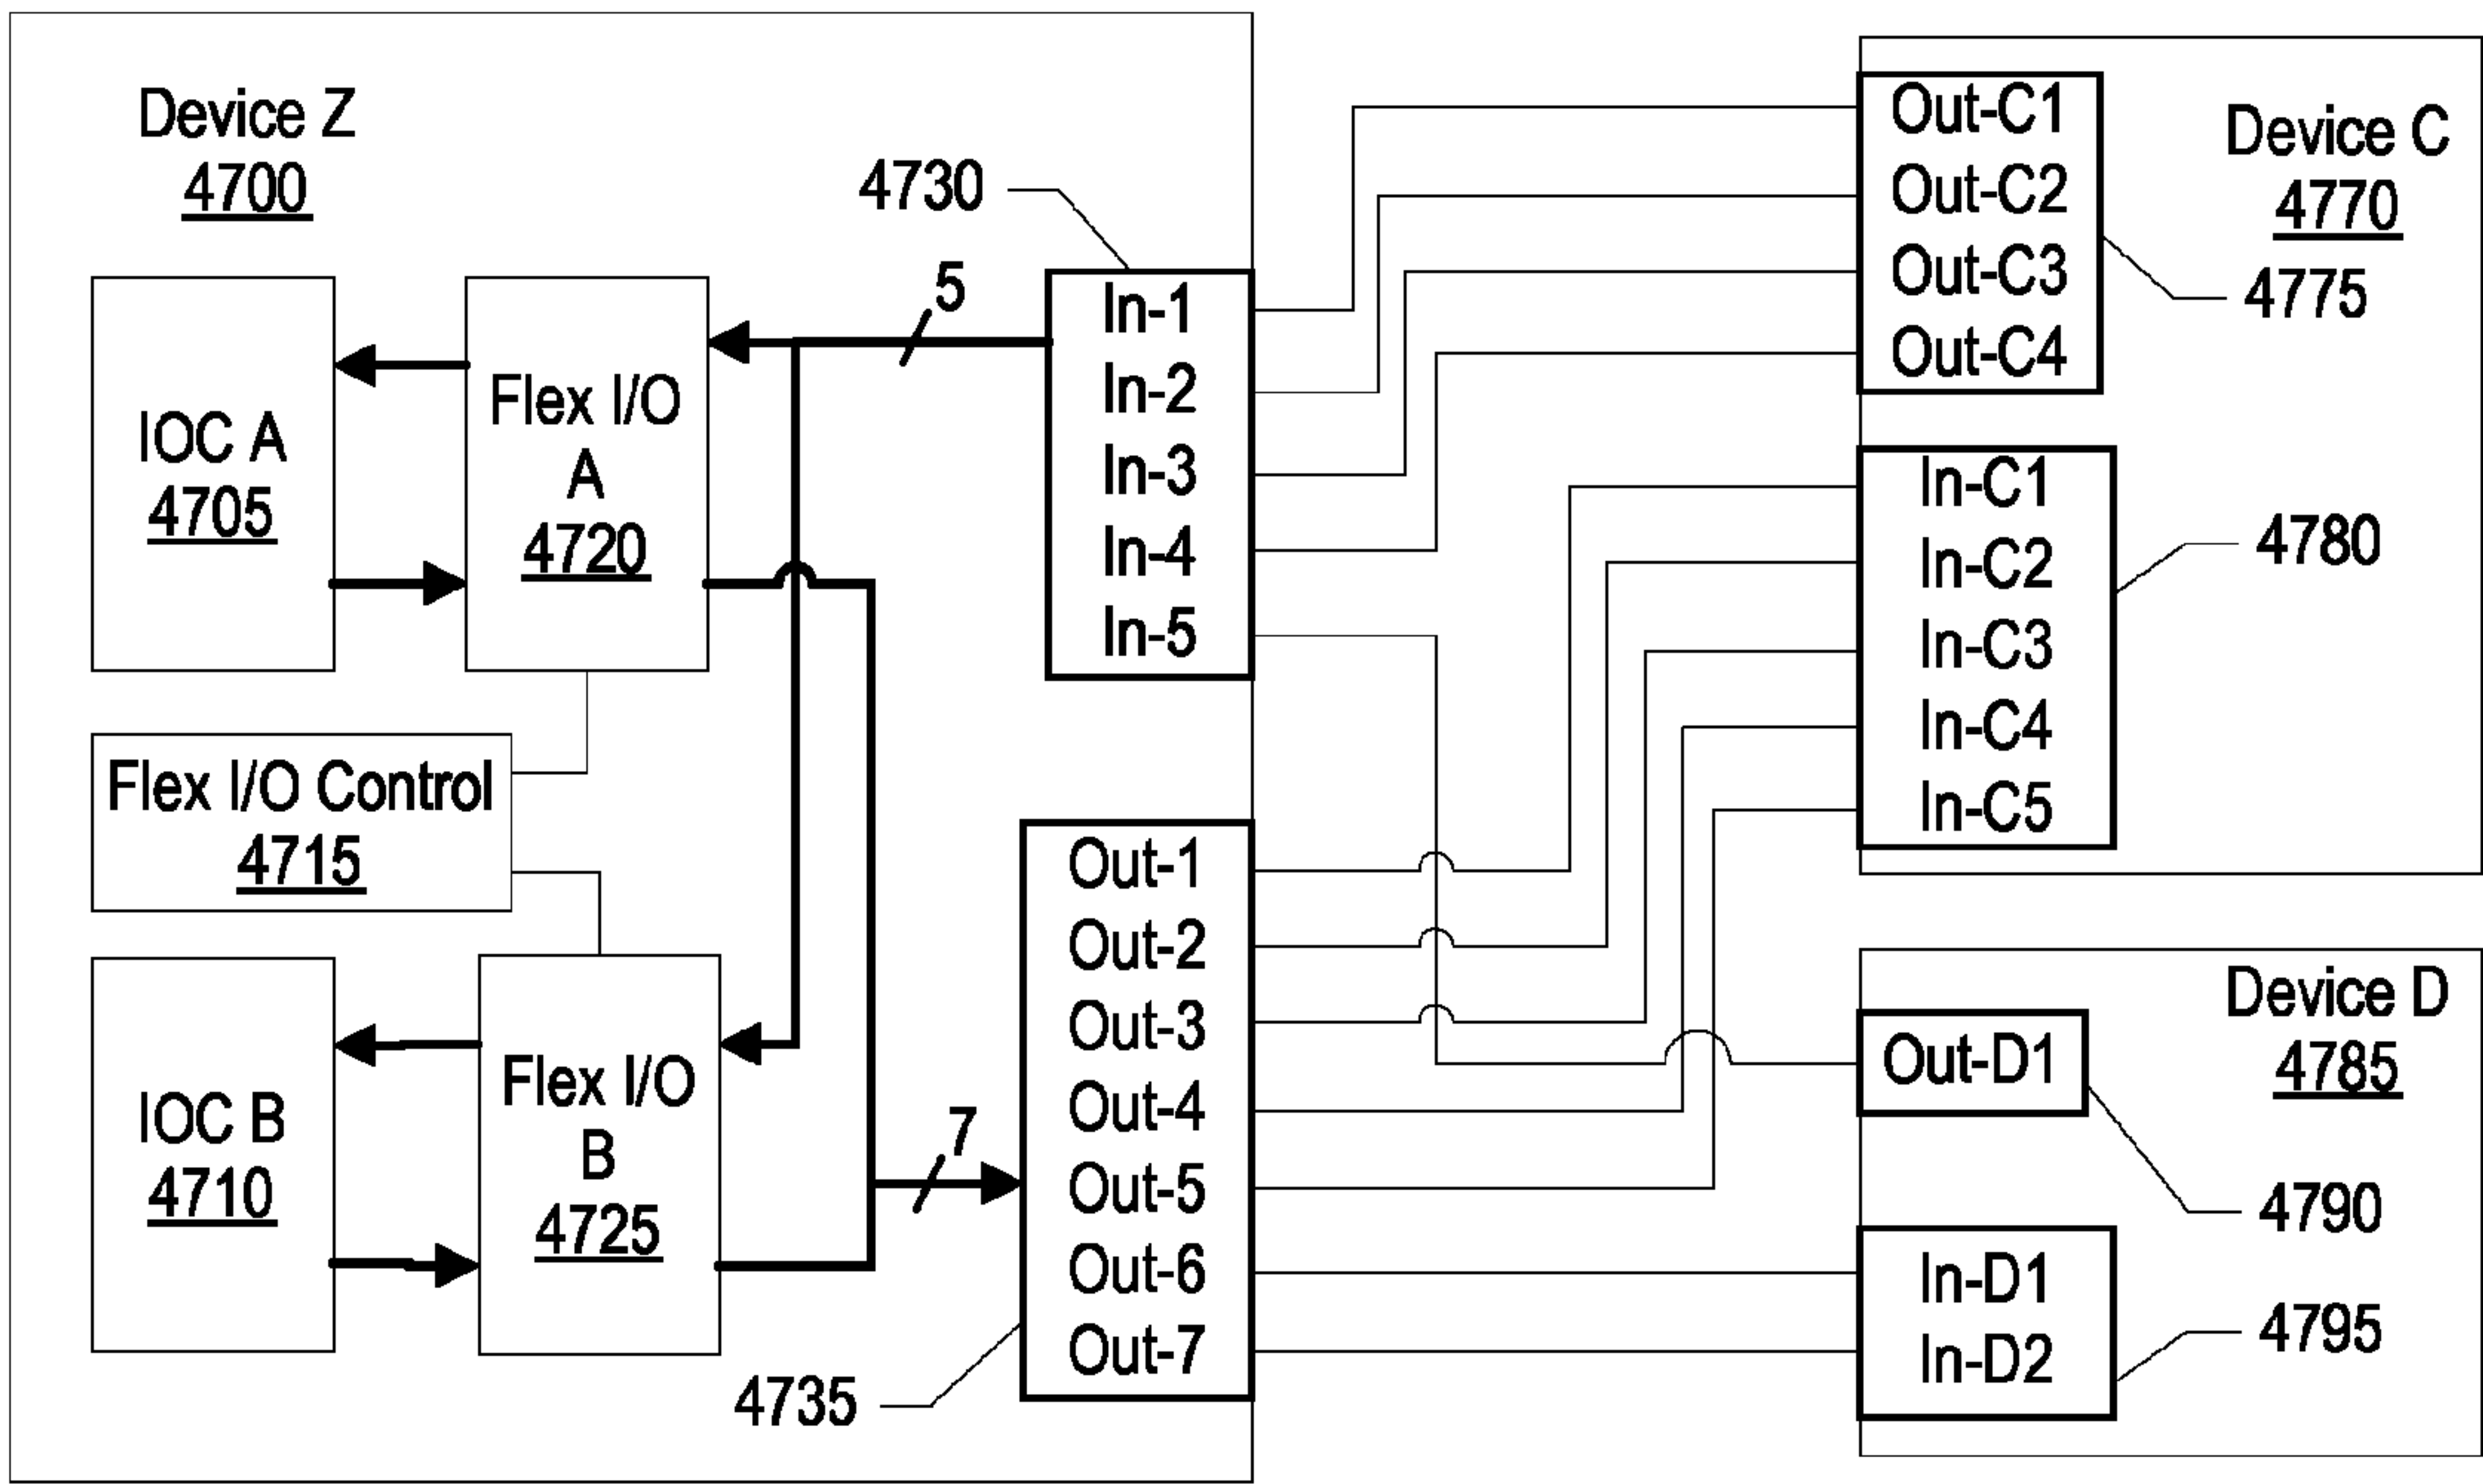 Device Z
4700
IOC A
4705
Flex I/O
A
4720
Flex I/O Control
4715
IOC B
4710
Flex I/O
B
4725
5
7
4730
In-1
In-2
In-3
In-4
In-5
Out-1
Out-2
Out-3
Out-4
Out-5
Out-6
Out-7
4735
Out-C1
Out-C2
Out-C3
Out-C4
Device C
4770
4775
In-C1
In-C2
In-C3
In-C4
In-C5
4780
Device D
4785
Out-D1
4790
In-D1
In-D2
4795